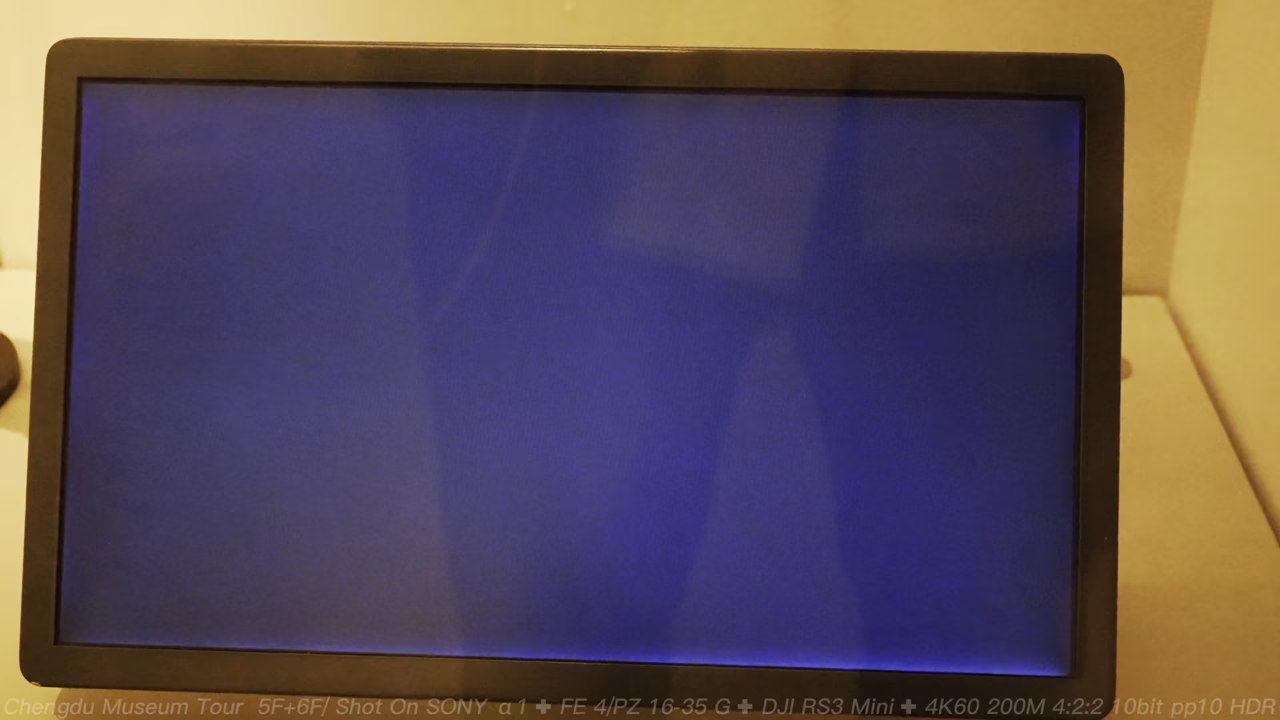 Chengdu Museum Tour 5F+6F/ Shot On SONY α1 ✚ FE 4/PZ 16-35 G ✚ DJI RS3 Mini ✚ 4K60 200M 4:2:2 10bit pp10 HDR